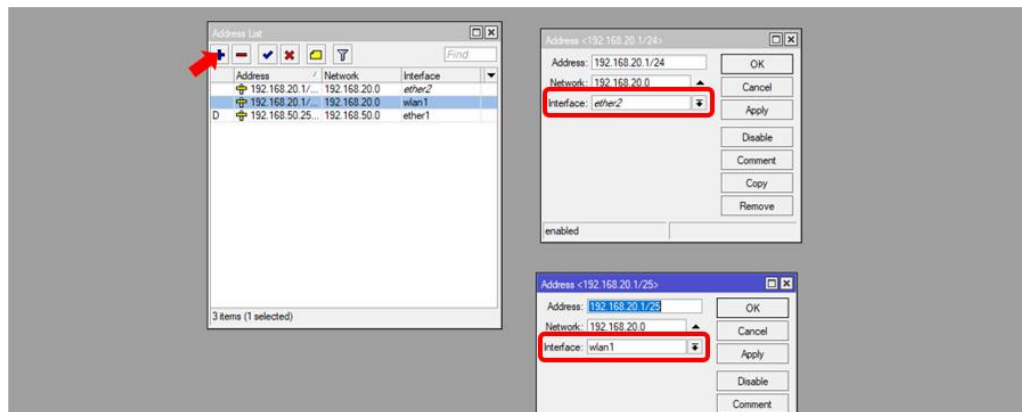 Address List
Find
Address / Network Interface
192.168.20.1/... 192.168.20.0 ether2
192.168.20.1/... 192.168.20.0 wlan1
D 192.168.50.25... 192.168.50.0 ether1
3 items (1 selected)
Address <192.168.20.1/24>
Address: 192.168.20.1/24 OK
Network: 192.168.20.0 Cancel
Interface: ether2 Apply
Disable
Comment
Copy
Remove
enabled
Address <192.168.20.1/25>
Address: 192.168.20.1/25 OK
Network: 192.168.20.0 Cancel
Interface: wlan1 Apply
Disable
Comment